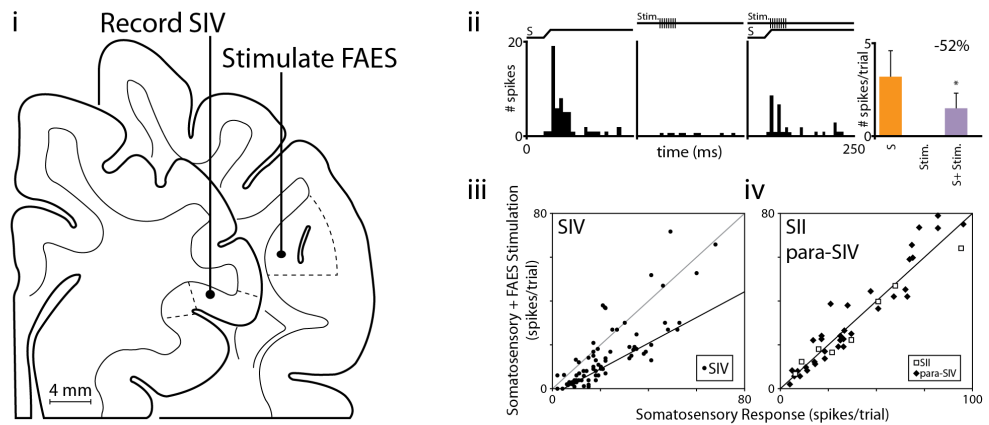 i
Record SIV
Stimulate FAES
4 mm
ii
S
Stim.
Stim.
S
20
# spikes
0
0
time (ms)
250
5
# spikes/trial
0
-52%
*
S
Stim.
S+ Stim.
iii
Somatosensory + FAES Stimulation
(spikes/trial)
80
SIV
0
0
80
SIV
iv
80
SII
para-SIV
0
0
100
SII
para-SIV
Somatosensory Response (spikes/trial)